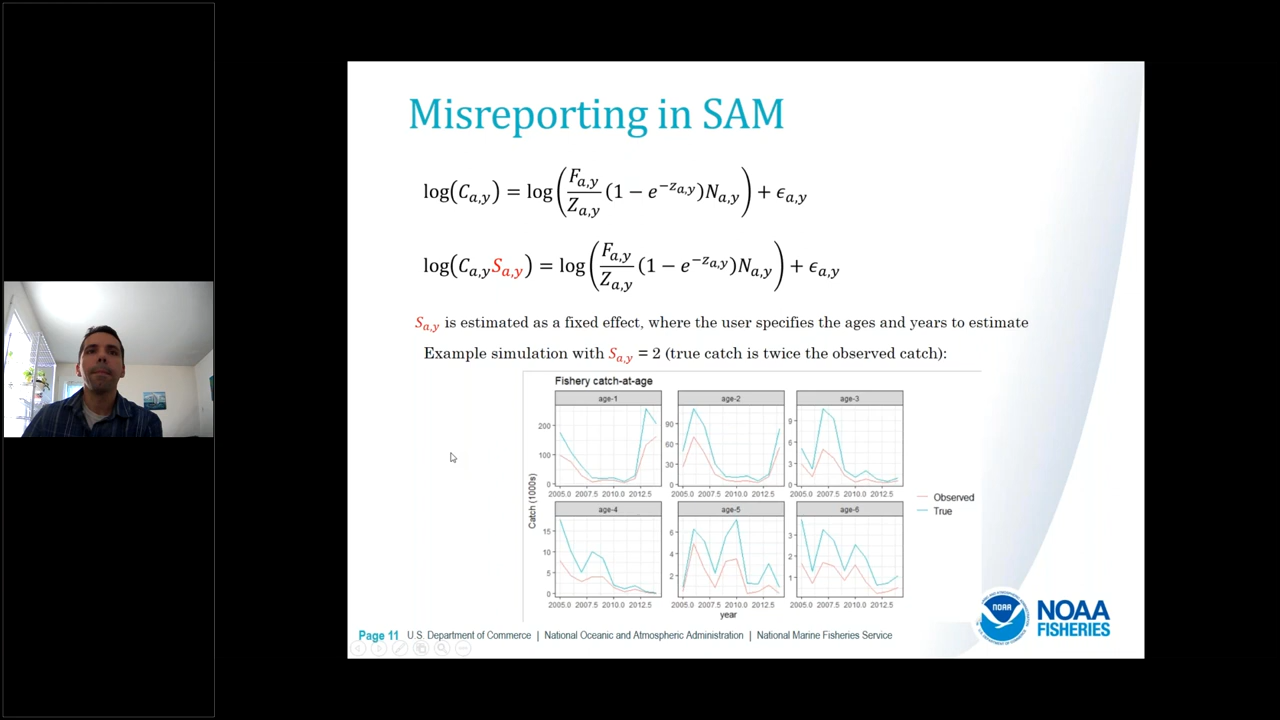 Misreporting in SAM
log(C_{a,y}) = log(F_{a,y}/Z_{a,y} (1 − e^{−z_{a,y}})N_{a,y}) + ϵ_{a,y}
log(C_{a,y}S_{a,y}) = log(F_{a,y}/Z_{a,y} (1 − e^{−z_{a,y}})N_{a,y}) + ϵ_{a,y}
S_{a,y} is estimated as a fixed effect, where the user specifies the ages and years to estimate
Example simulation with S_{a,y} = 2 (true catch is twice the observed catch):
Fishery catch-at-age
age-1 age-2 age-3
200 100 0
90 60 30 0
9 6 3 0
2005.0 2007.5 2010.0 2012.5 2005.0 2007.5 2010.0 2012.5 2005.0 2007.5 2010.0 2012.5
Catch (1000s)
Observed
True
age-4 age-5 age-6
15 10 5 0
6 4 2
3 2 1
2005.0 2007.5 2010.0 2012.5 2005.0 2007.5 2010.0 2012.5 2005.0 2007.5 2010.0 2012.5
year
NOAA
NOAA
FISHERIES
Page 11 U.S. Department of Commerce | National Oceanic and Atmospheric Administration | National Marine Fisheries Service